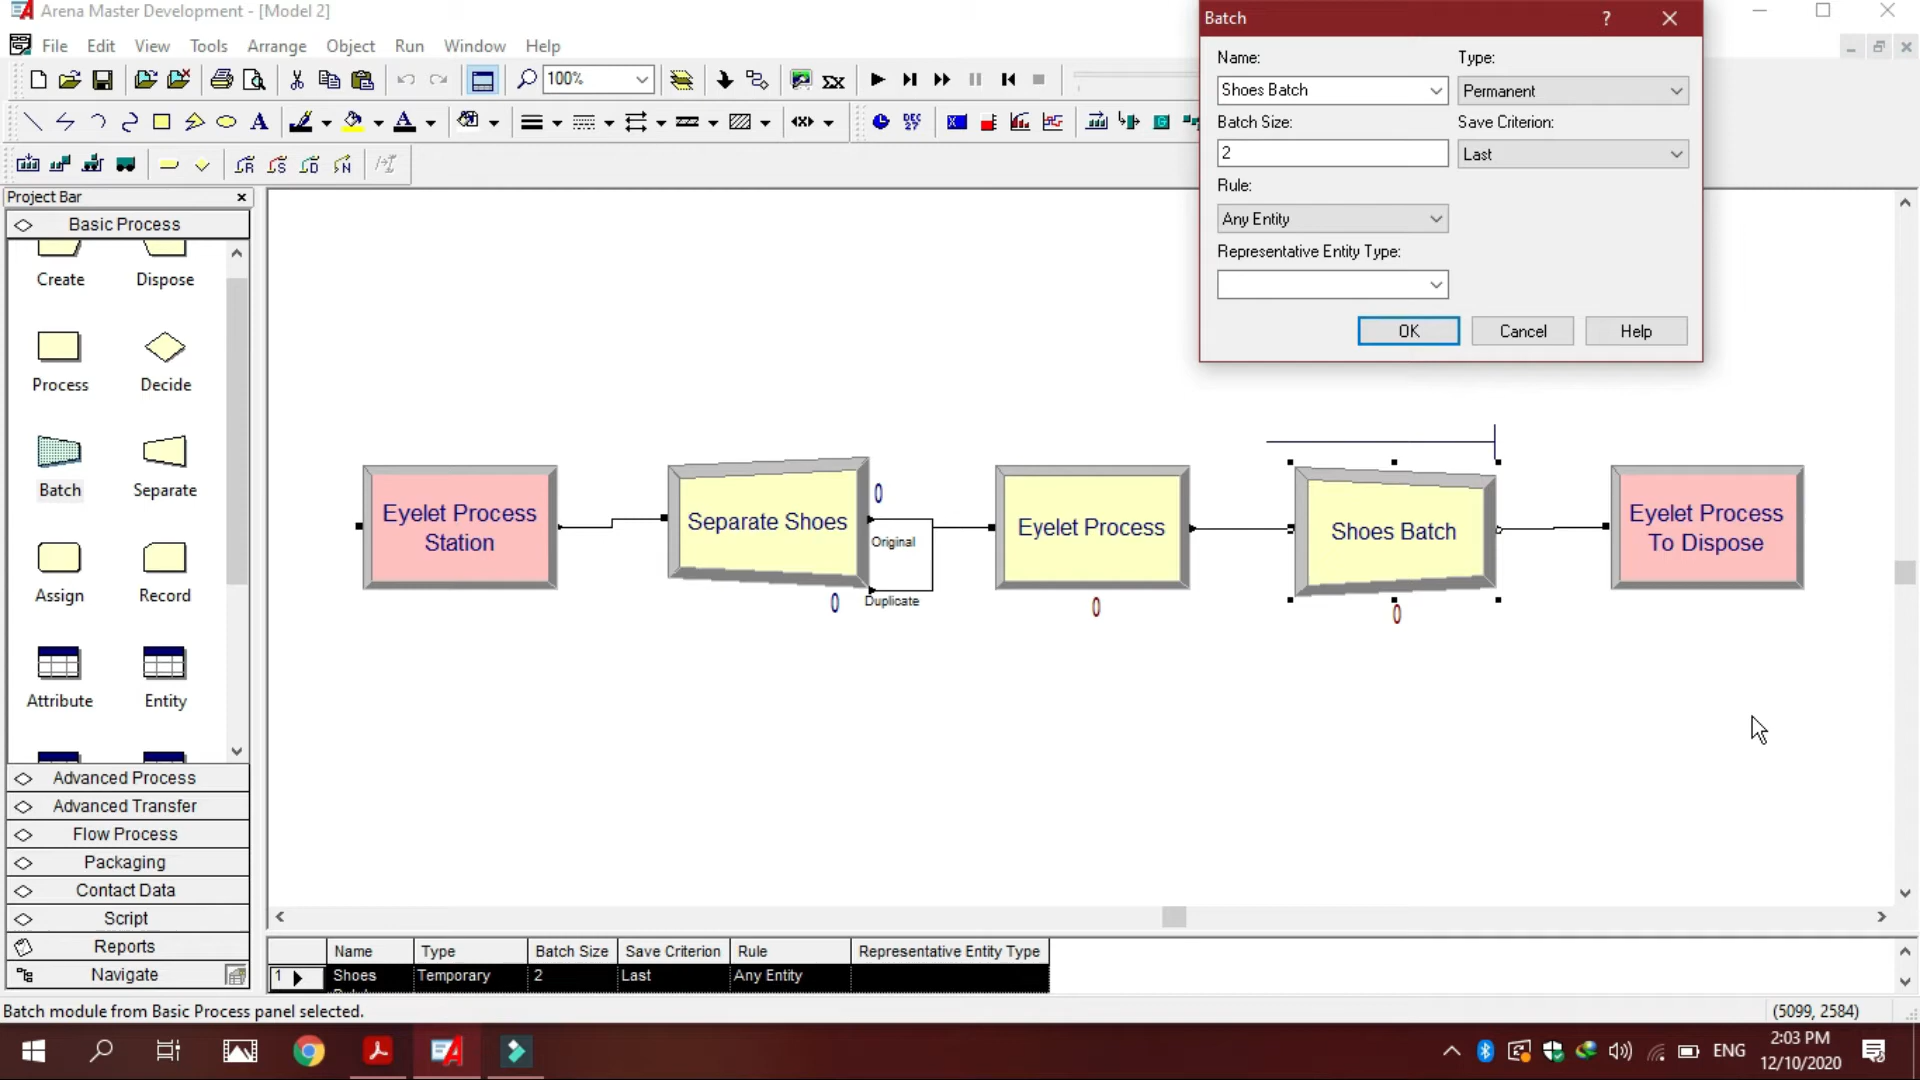 Arena Master Development - [Model 2]
File Edit View Tools Arrange Object Run Window Help
100%
DEC 27
Project Bar
Basic Process
Create Dispose
Process Decide
Batch Separate
Assign Record
Attribute Entity
Advanced Process
Advanced Transfer
Flow Process
Packaging
Contact Data
Script
Reports
Navigate
Batch
Name: Type:
Shoes Batch Permanent
Batch Size: Save Criterion:
2 Last
Rule:
Any Entity
Representative Entity Type:
OK Cancel Help
Eyelet Process
Station
Separate Shoes
0
Original
0
Duplicate
Eyelet Process
0
Shoes Batch
0
Eyelet Process
To Dispose
Name Type Batch Size Save Criterion Rule Representative Entity Type
1 Shoes Temporary 2 Last Any Entity
Batch module from Basic Process panel selected.
(5099, 2584)
ENG
2:03 PM
12/10/2020